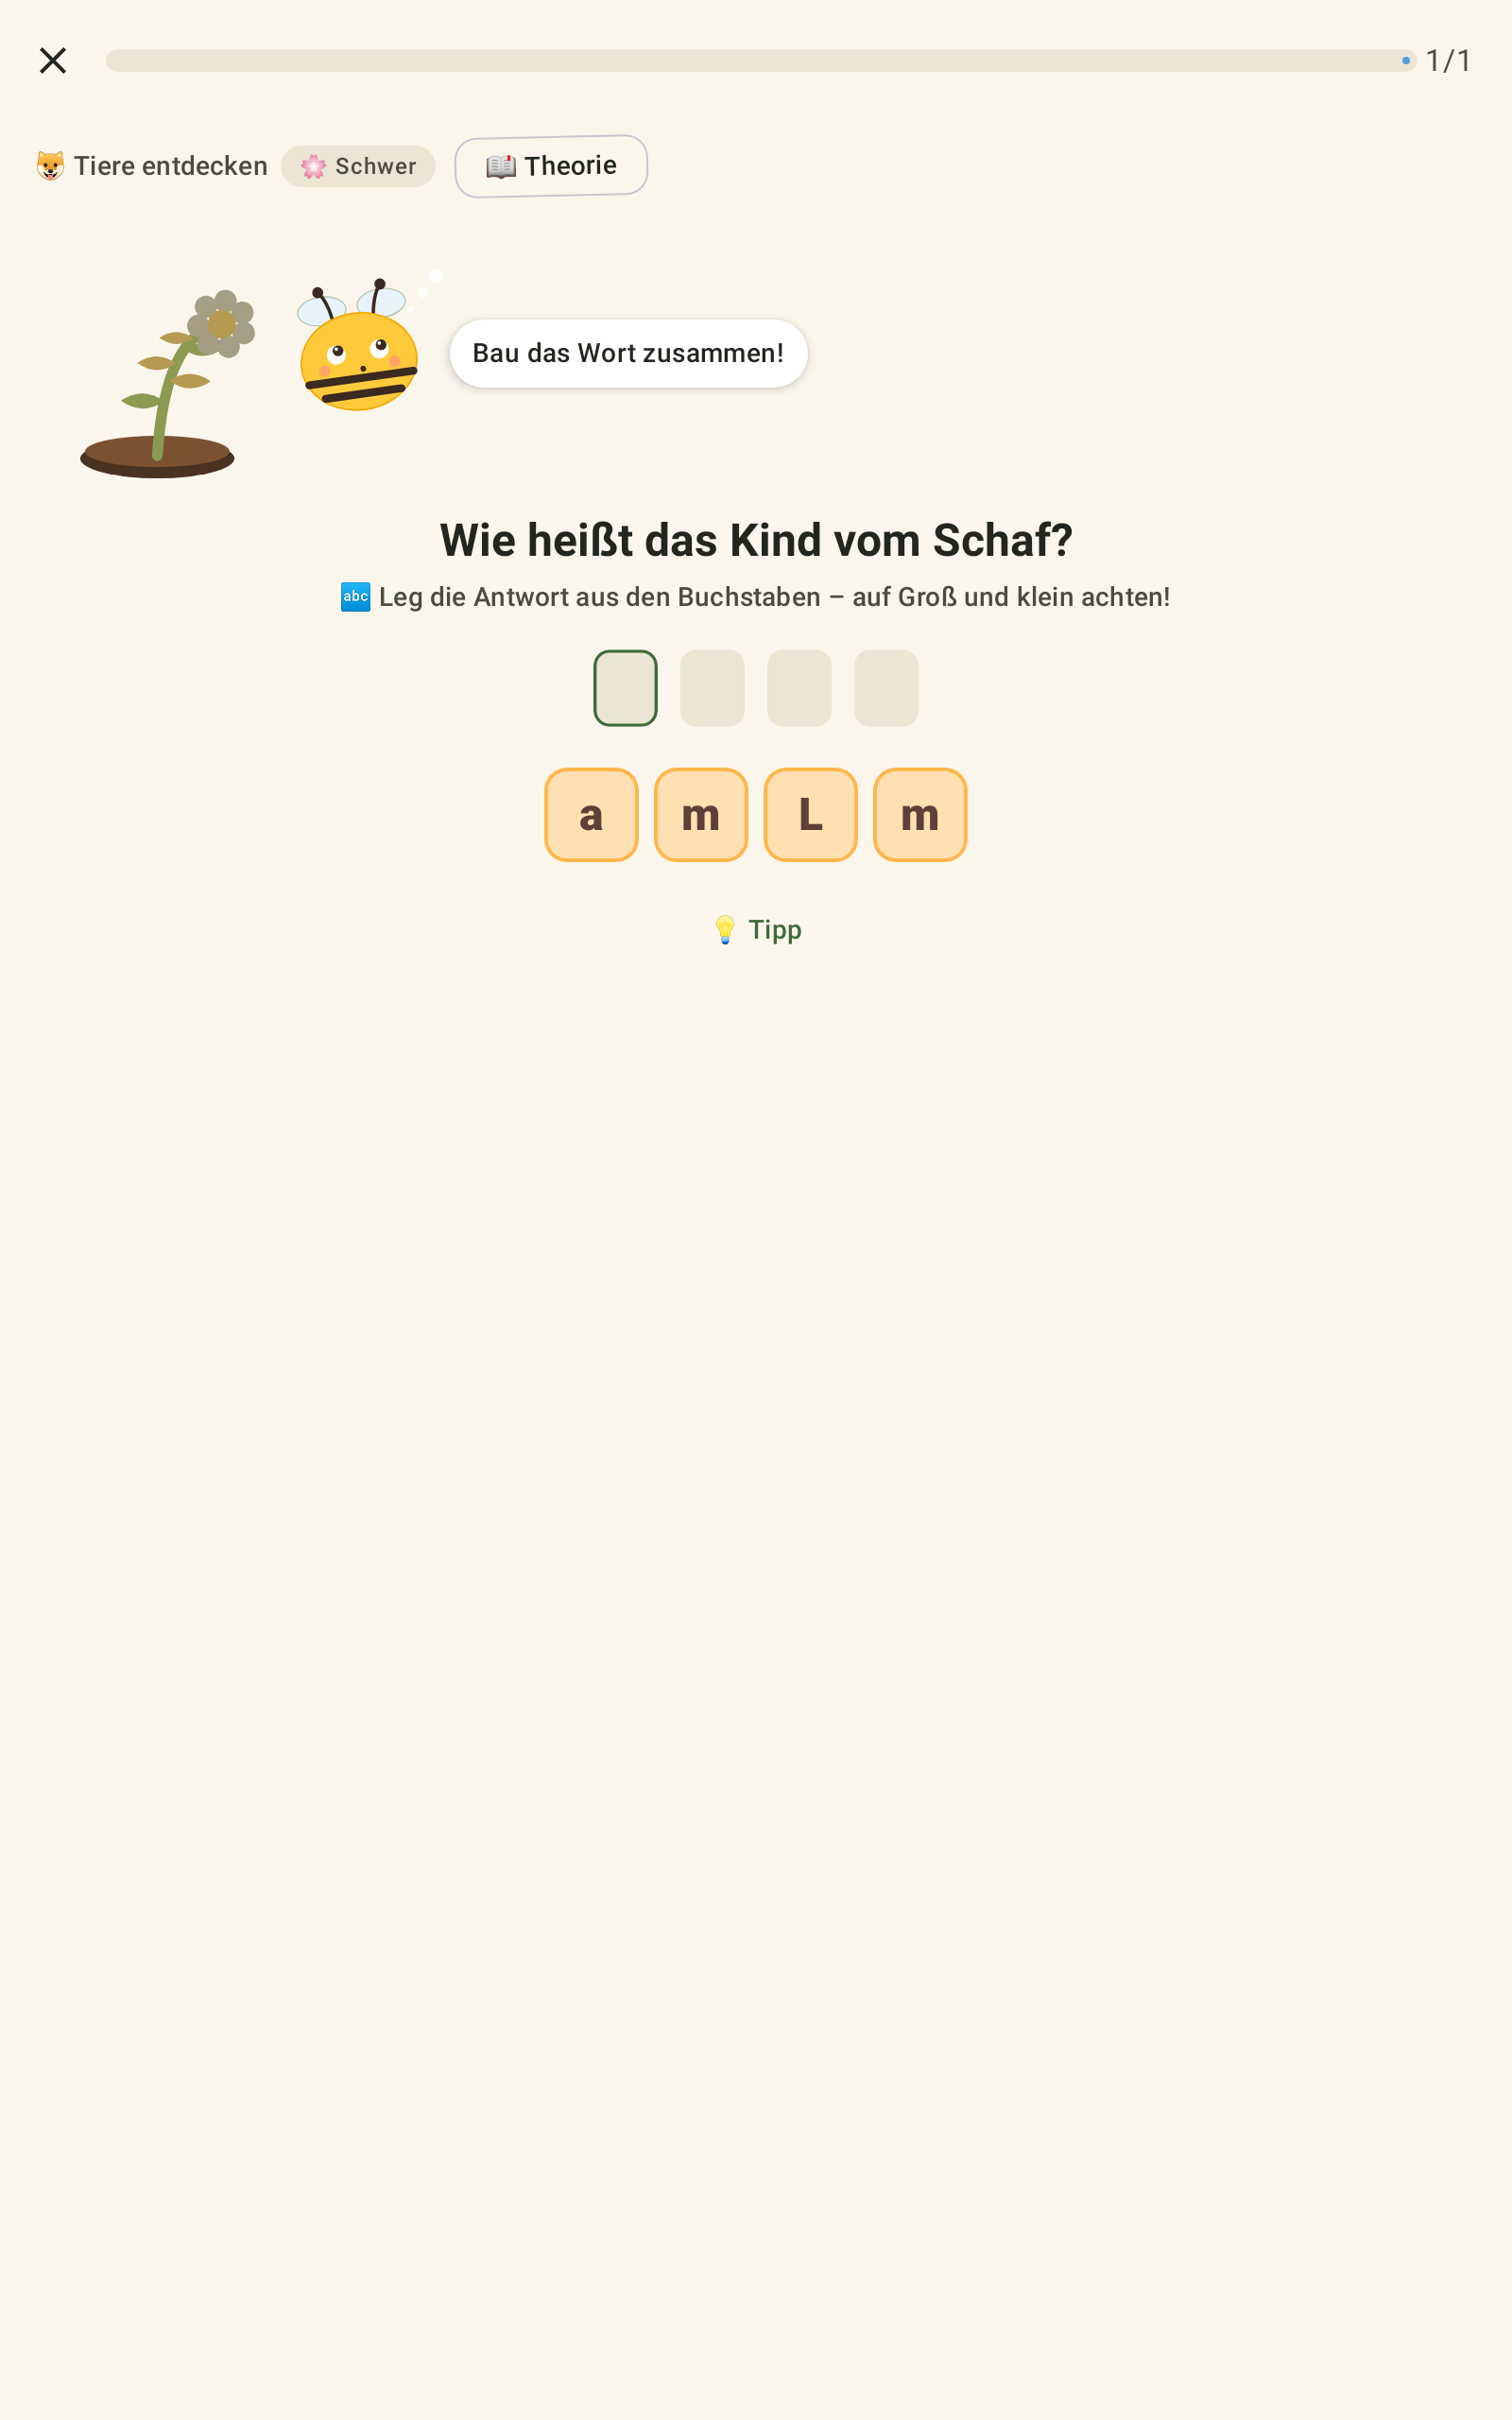 1/1
Tiere entdecken Schwer Theorie
Bau das Wort zusammen!
Wie heißt das Kind vom Schaf?
abc Leg die Antwort aus den Buchstaben – auf Groß und klein achten!
a m L m
Tipp